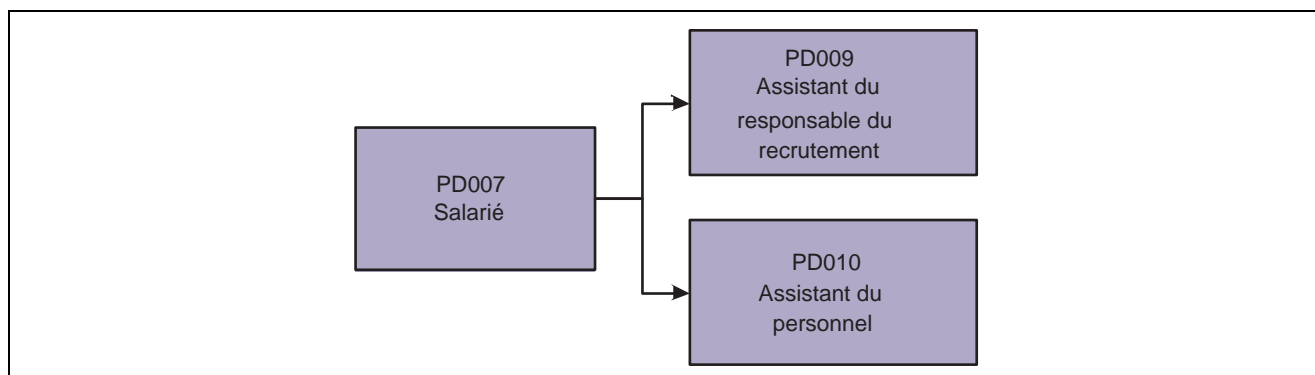 PD009
Assistant du
responsable du
recrutement
PD007
Salarié
PD010
Assistant du
personnel